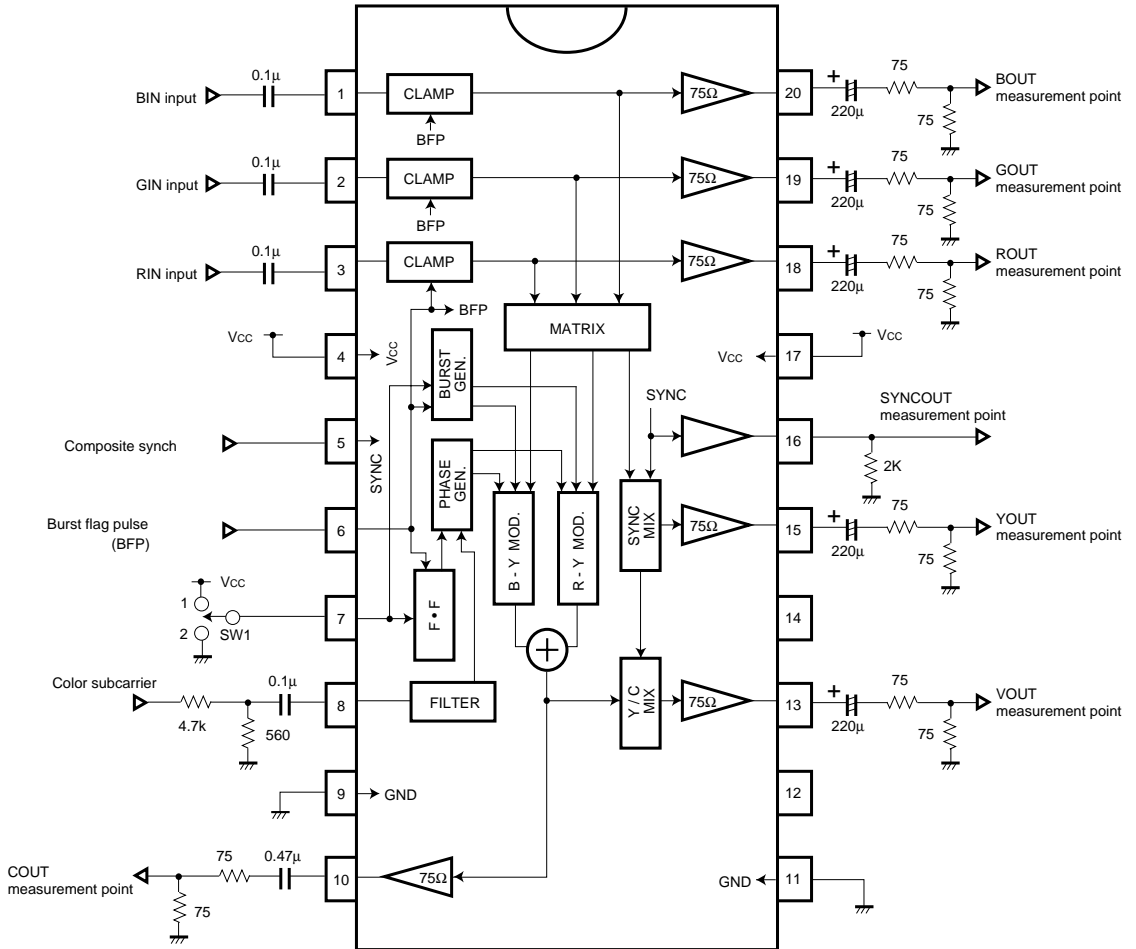 0.1μ
BIN input
1
CLAMP
BFP
75Ω
20
+
220μ
75
75
BOUT
measurement point
0.1μ
GIN input
2
CLAMP
BFP
75Ω
19
+
220μ
75
75
GOUT
measurement point
0.1μ
RIN input
3
CLAMP
BFP
75Ω
18
+
220μ
75
75
ROUT
measurement point
MATRIX
VCC
4
VCC
VCC
17
VCC
BURST
GEN.
Composite synch
5
SYNC
SYNC
16
2K
SYNCOUT
measurement point
PHASE
GEN.
Burst flag pulse
(BFP)
6
B - Y MOD.
R - Y MOD.
SYNC
MIX
75Ω
15
+
220μ
75
75
YOUT
measurement point
VCC
1
2
SW1
7
F • F
14
Color subcarrier
4.7k
560
0.1μ
8
FILTER
Y / C
MIX
75Ω
13
+
220μ
75
75
VOUT
measurement point
9
GND
12
COUT
measurement point
75
75
0.47μ
10
75Ω
GND
11